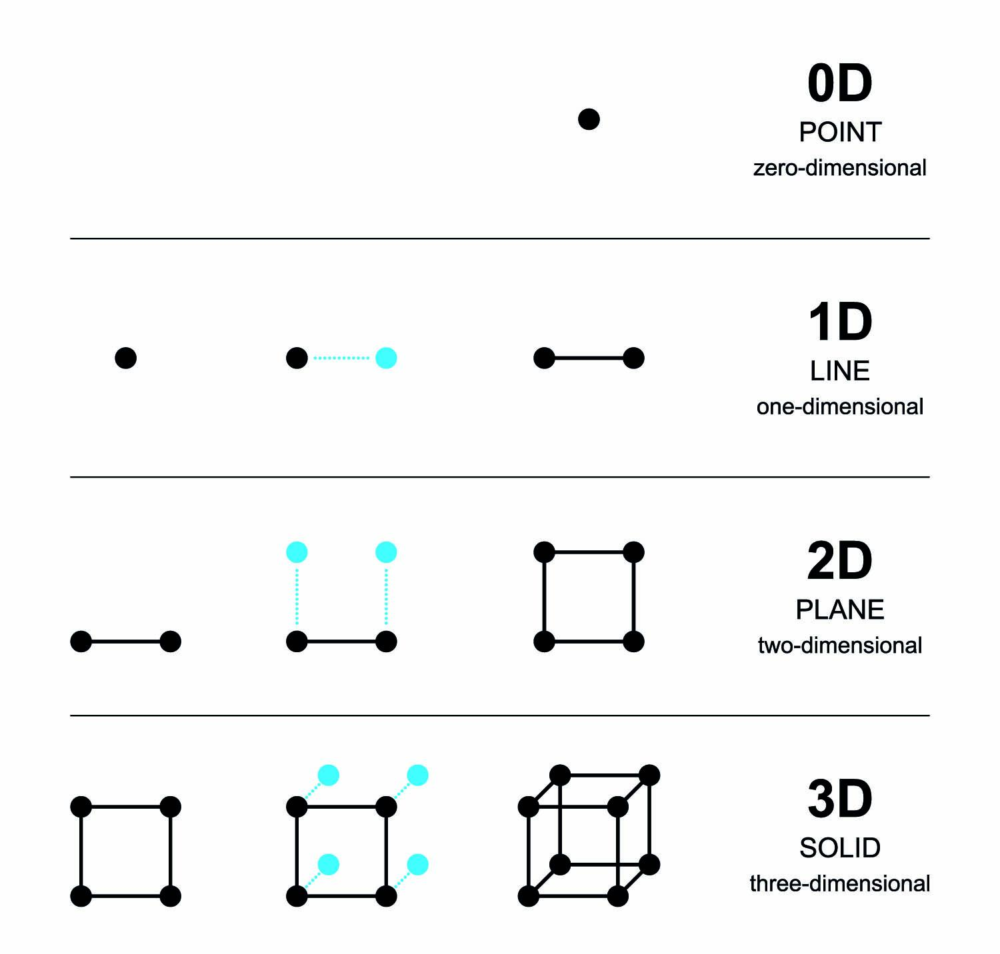 0D
POINT
zero-dimensional
1D
LINE
one-dimensional
2D
PLANE
two-dimensional
3D
SOLID
three-dimensional